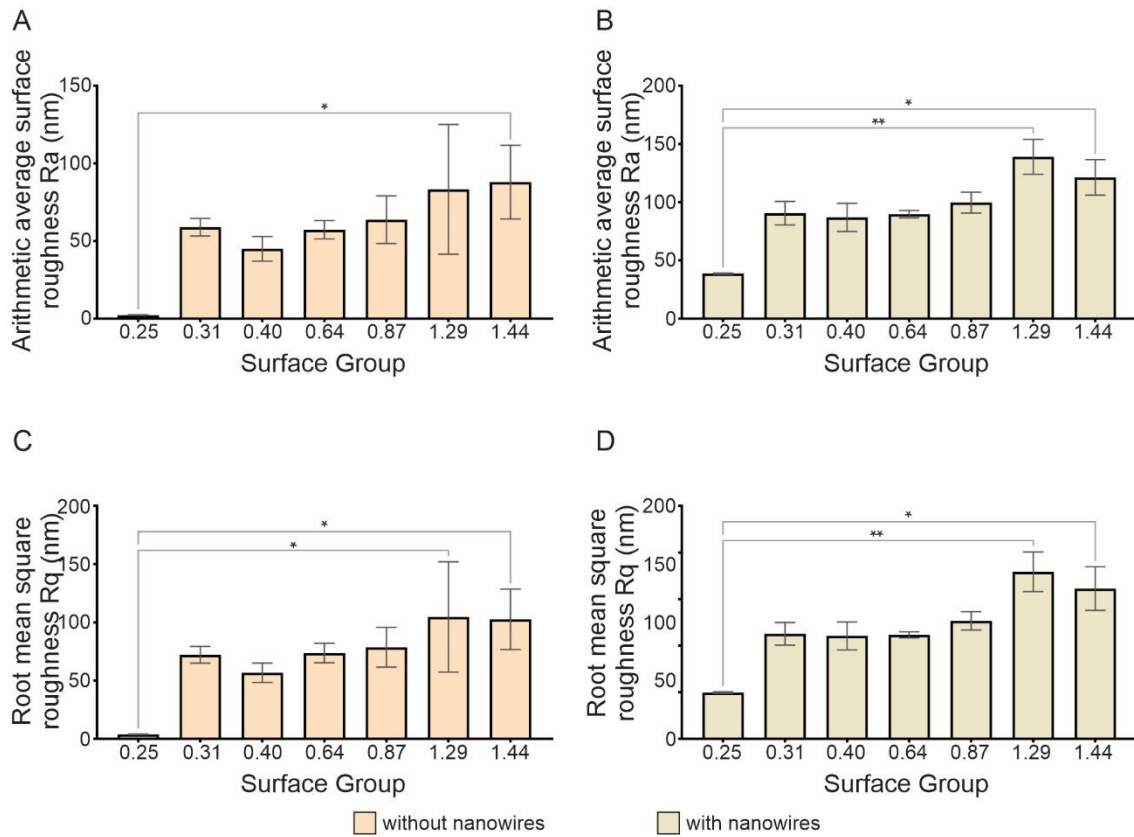 A
Arithmetic average surface
roughness Ra (nm)
150
100
50
0
*
0.25 0.31 0.40 0.64 0.87 1.29 1.44
Surface Group
B
Arithmetic average surface
roughness Ra (nm)
200
150
100
50
0
*
**
0.25 0.31 0.40 0.64 0.87 1.29 1.44
Surface Group
C
Root mean square
roughness Rq (nm)
200
150
100
50
0
*
*
0.25 0.31 0.40 0.64 0.87 1.29 1.44
Surface Group
D
Root mean square
roughness Rq (nm)
200
150
100
50
0
*
**
0.25 0.31 0.40 0.64 0.87 1.29 1.44
Surface Group
without nanowires
with nanowires